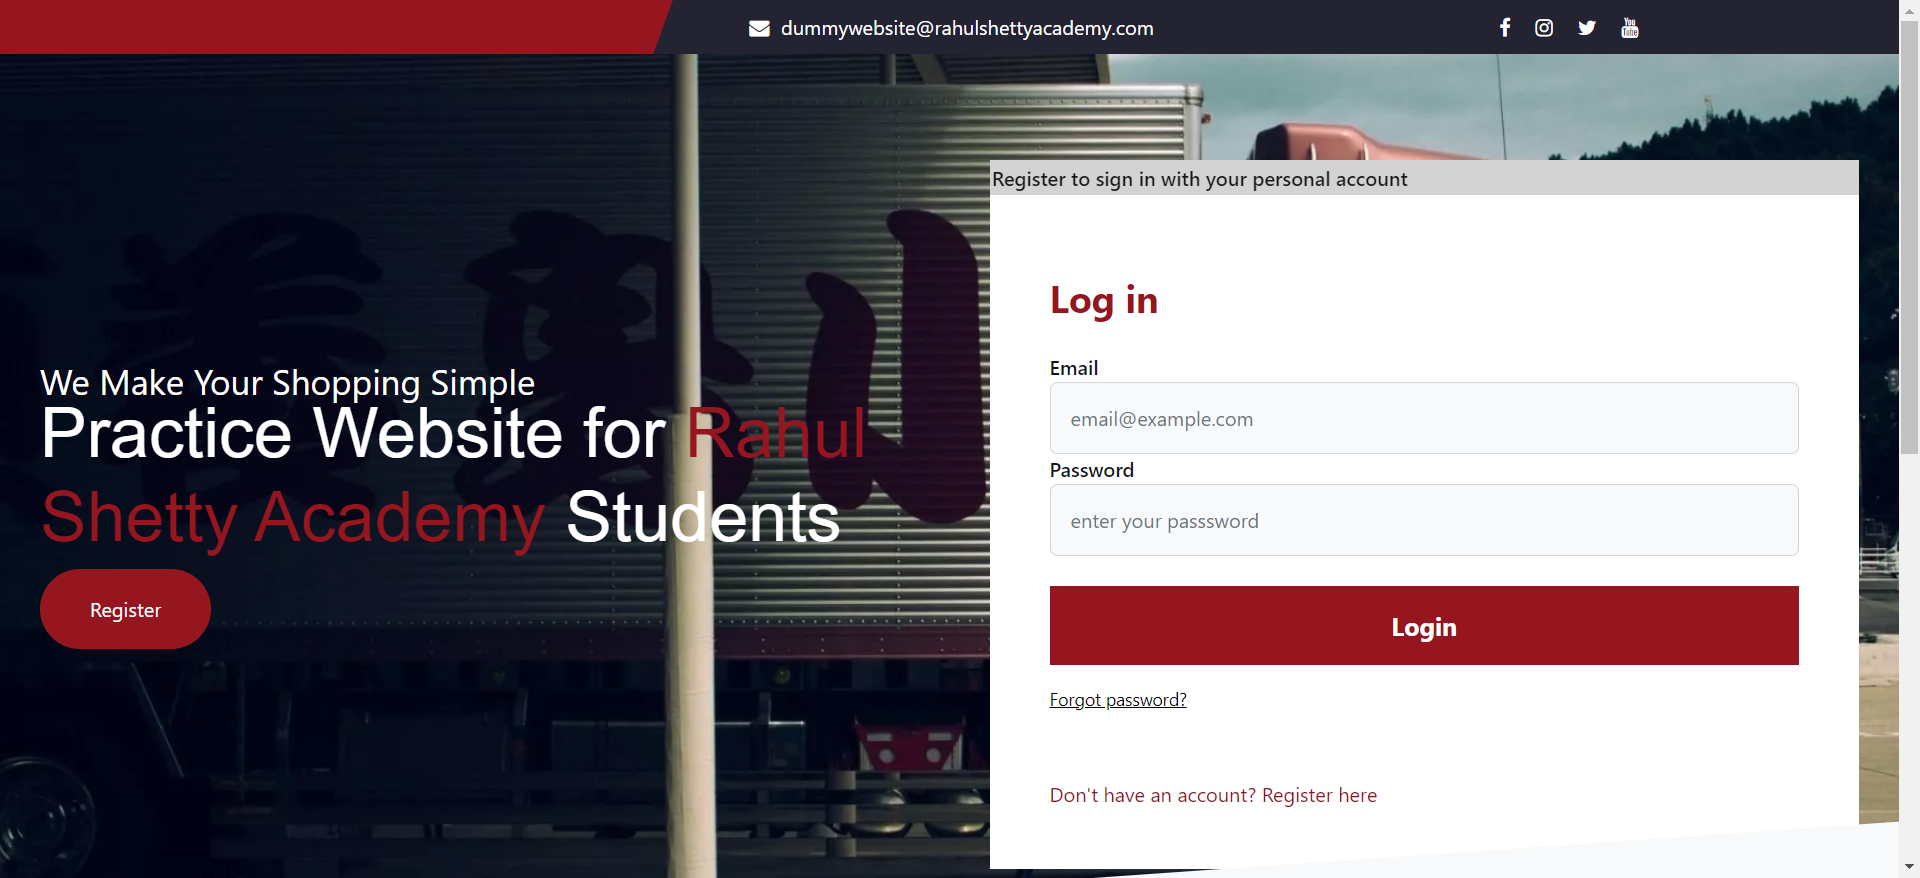 dummywebsite@rahulshettyacademy.com
We Make Your Shopping Simple
Practice Website for Rahul
Shetty Academy Students
Register
Register to sign in with your personal account
Log in
Email
email@example.com
Password
enter your passsword
Login
Forgot password?
Don't have an account? Register here